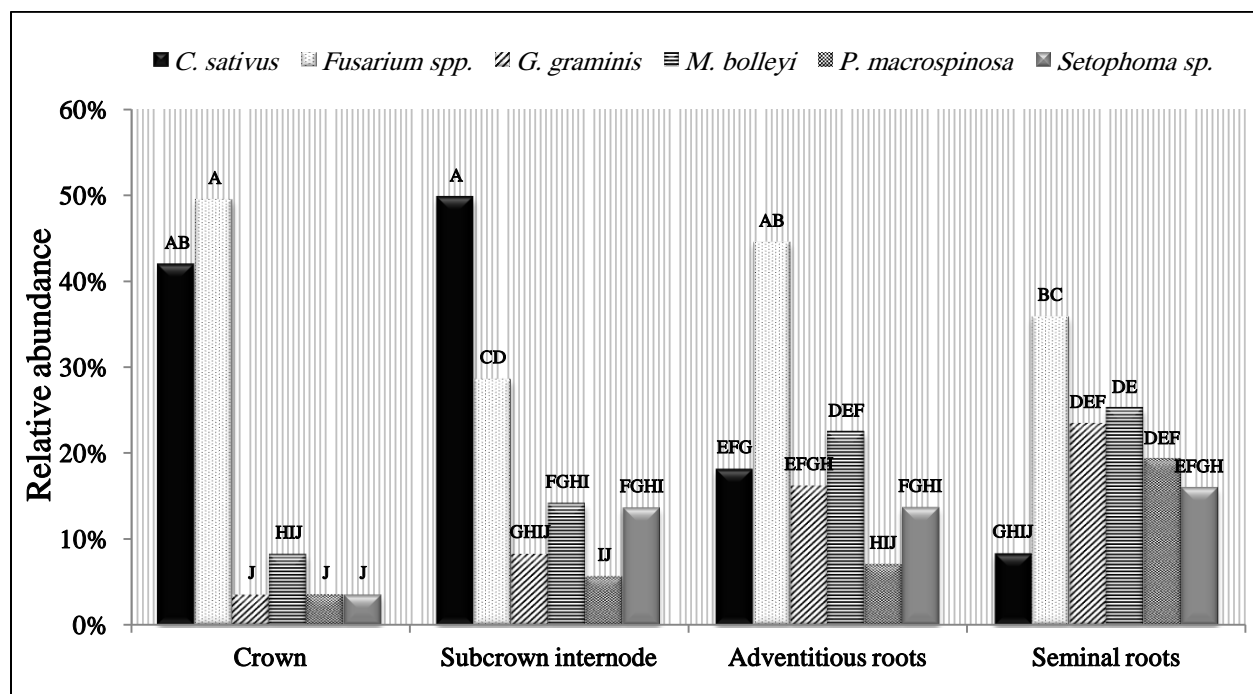 C. sativus Fusarium spp. G. graminis M. bolleyi P. macrospinosa Setophoma sp.
60%
50%
40%
30%
20%
10%
0%
Relative abundance
AB A J HIJ J J
A CD GHIJ FGHI IJ FGHI
EFG AB EFGH DEF HIJ FGHI
GHIJ BC DEF DE DEF EFGH
Crown Subcrown internode Adventitious roots Seminal roots